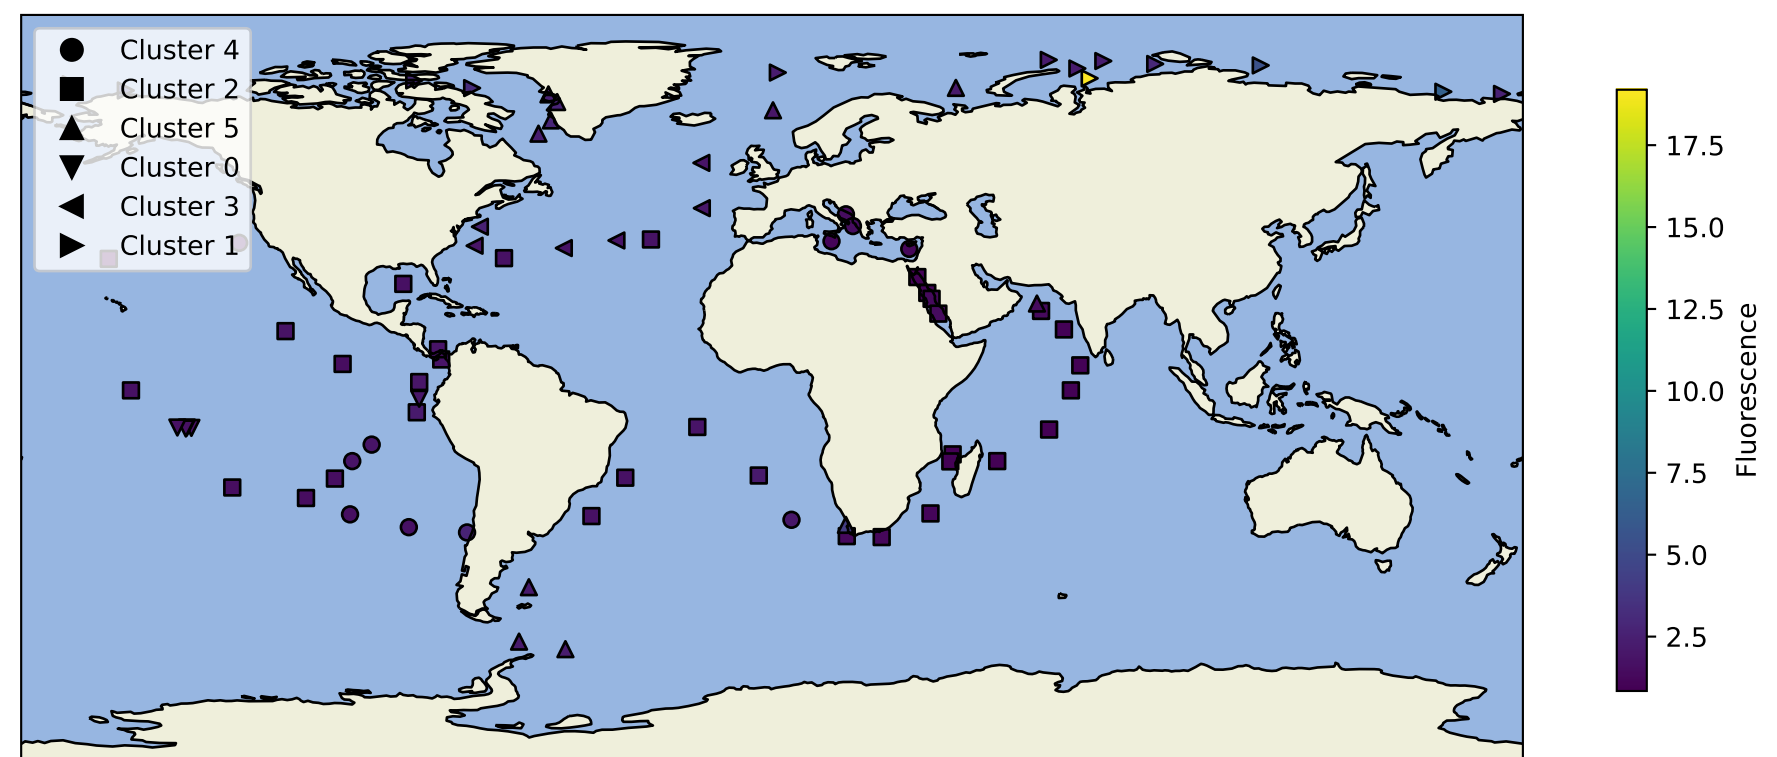 Cluster 4
Cluster 2
Cluster 5
Cluster 0
Cluster 3
Cluster 1
17.5
15.0
12.5
10.0
7.5
5.0
2.5
Fluorescence